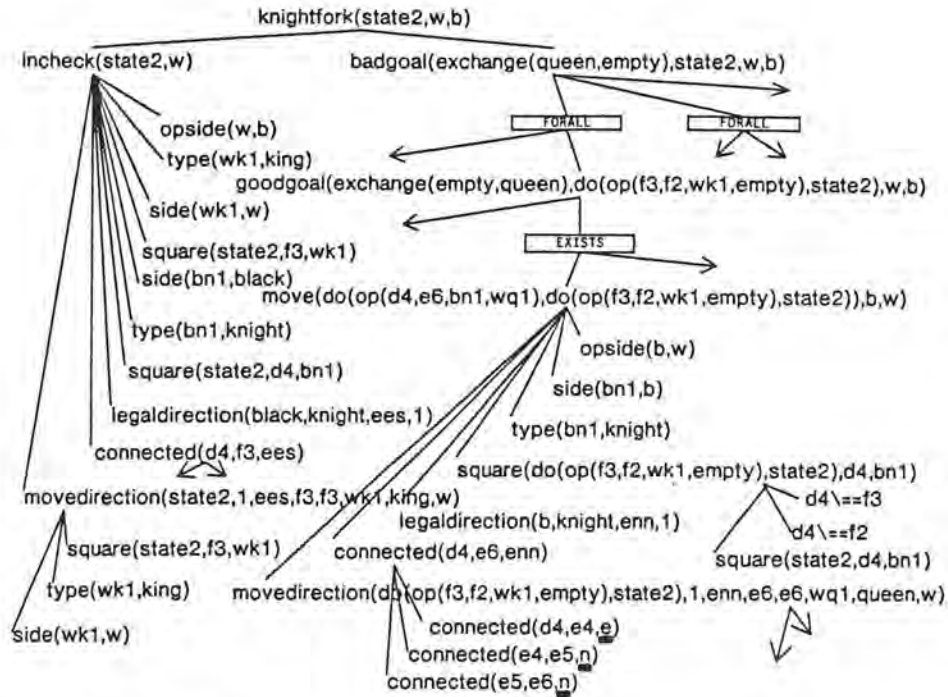 knightfork(state2,w,b)
incheck(state2,w)
badgoal(exchange(queen,empty),state2,w,b)
FORALL
FORALL
opside(w,b)
type(wk1,king)
goodgoal(exchange(empty,queen),do(op(f3,f2,wk1,empty),state2),w,b)
side(wk1,w)
square(state2,f3,wk1)
EXISTS
side(bn1,black)
move(do(op(d4,e6,bn1,wq1),do(op(f3,f2,wk1,empty),state2)),b,w)
type(bn1,knight)
opside(b,w)
square(state2,d4,bn1)
side(bn1,b)
legaldirection(black,knight,ees,1)
type(bn1,knight)
connected(d4,f3,ees)
square(do(op(f3,f2,wk1,empty),state2),d4,bn1)
movedirection(state2,1,ees,f3,f3,wk1,king,w)
d4\==f3
legaldirection(b,knight,enn,1)
d4\==f2
square(state2,f3,wk1)
connected(d4,e6,enn)
square(state2,d4,bn1)
type(wk1,king)
movedirection(do(op(f3,f2,wk1,empty),state2),1,enn,e6,e6,wq1,queen,w)
side(wk1,w)
connected(d4,e4,e)
connected(e4,e5,n)
connected(e5,e6,n)